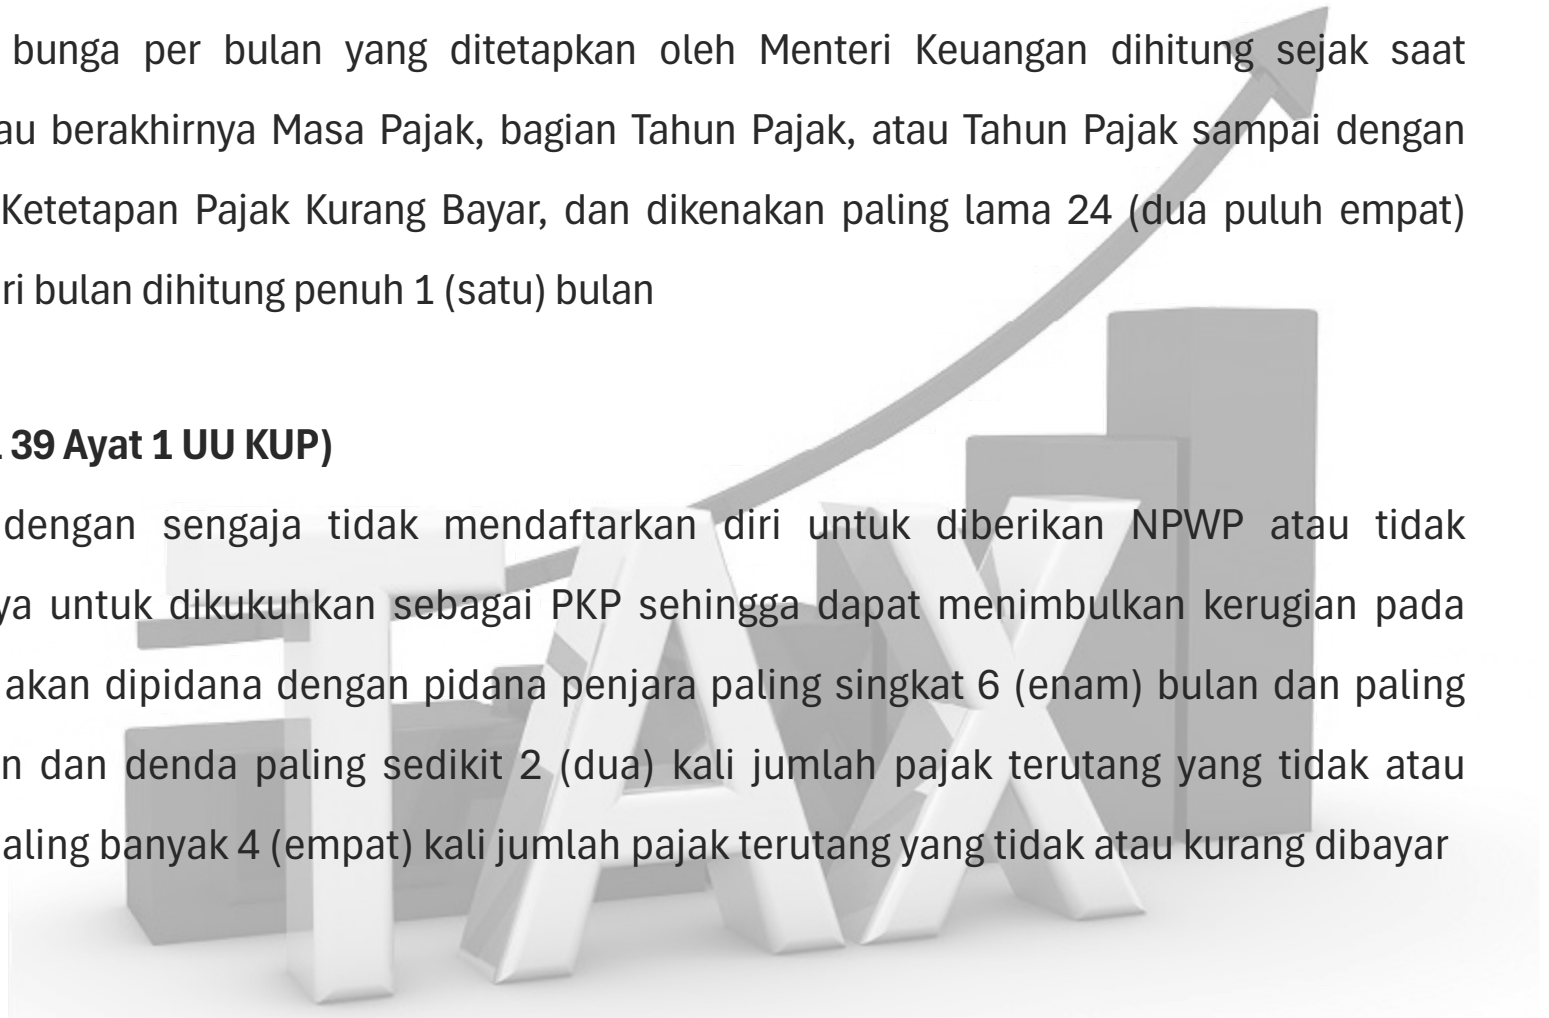 bunga per bulan yang ditetapkan oleh Menteri Keuangan dihitung sejak saat
au berakhirnya Masa Pajak, bagian Tahun Pajak, atau Tahun Pajak sampai dengan
Ketetapan Pajak Kurang Bayar, dan dikenakan paling lama 24 (dua puluh empat)
ri bulan dihitung penuh 1 (satu) bulan
39 Ayat 1 UU KUP)
dengan sengaja tidak mendaftarkan diri untuk diberikan NPWP atau tidak
ya untuk dikukuhkan sebagai PKP sehingga dapat menimbulkan kerugian pada
akan dipidana dengan pidana penjara paling singkat 6 (enam) bulan dan paling
n dan denda paling sedikit 2 (dua) kali jumlah pajak terutang yang tidak atau
aling banyak 4 (empat) kali jumlah pajak terutang yang tidak atau kurang dibayar
TAX